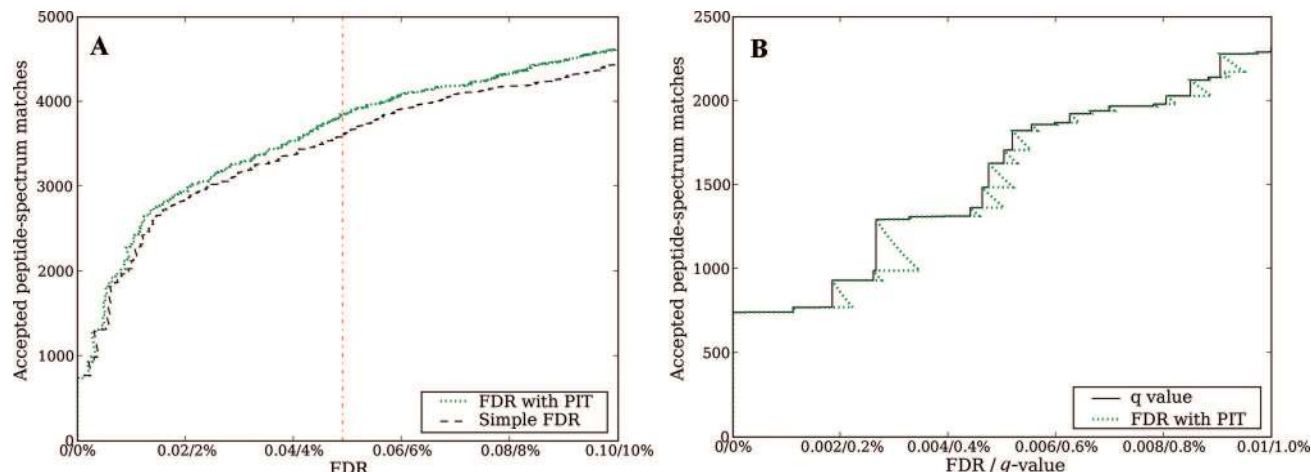 A
Accepted peptide-spectrum matches
5000
4000
3000
2000
1000
0
0/0% 0.02/2% 0.04/4% 0.06/6% 0.08/8% 0.10/10%
FDR
FDR with PIT
Simple FDR
B
Accepted peptide-spectrum matches
2500
2000
1500
1000
500
0
0/0% 0.002/0.2% 0.004/0.4% 0.006/0.6% 0.008/0.8% 0.01/1.0%
FDR / q-value
q value
FDR with PIT